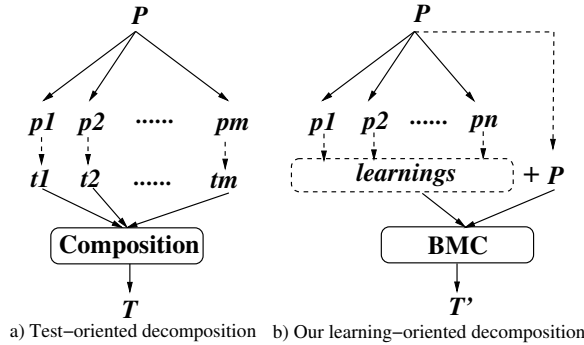 P
p1 p2 ...... pm
t1 t2 ...... tm
Composition
T
a) Test-oriented decomposition
P
p1 p2 ...... pn
learnings + P
BMC
T'
b) Our learning-oriented decomposition